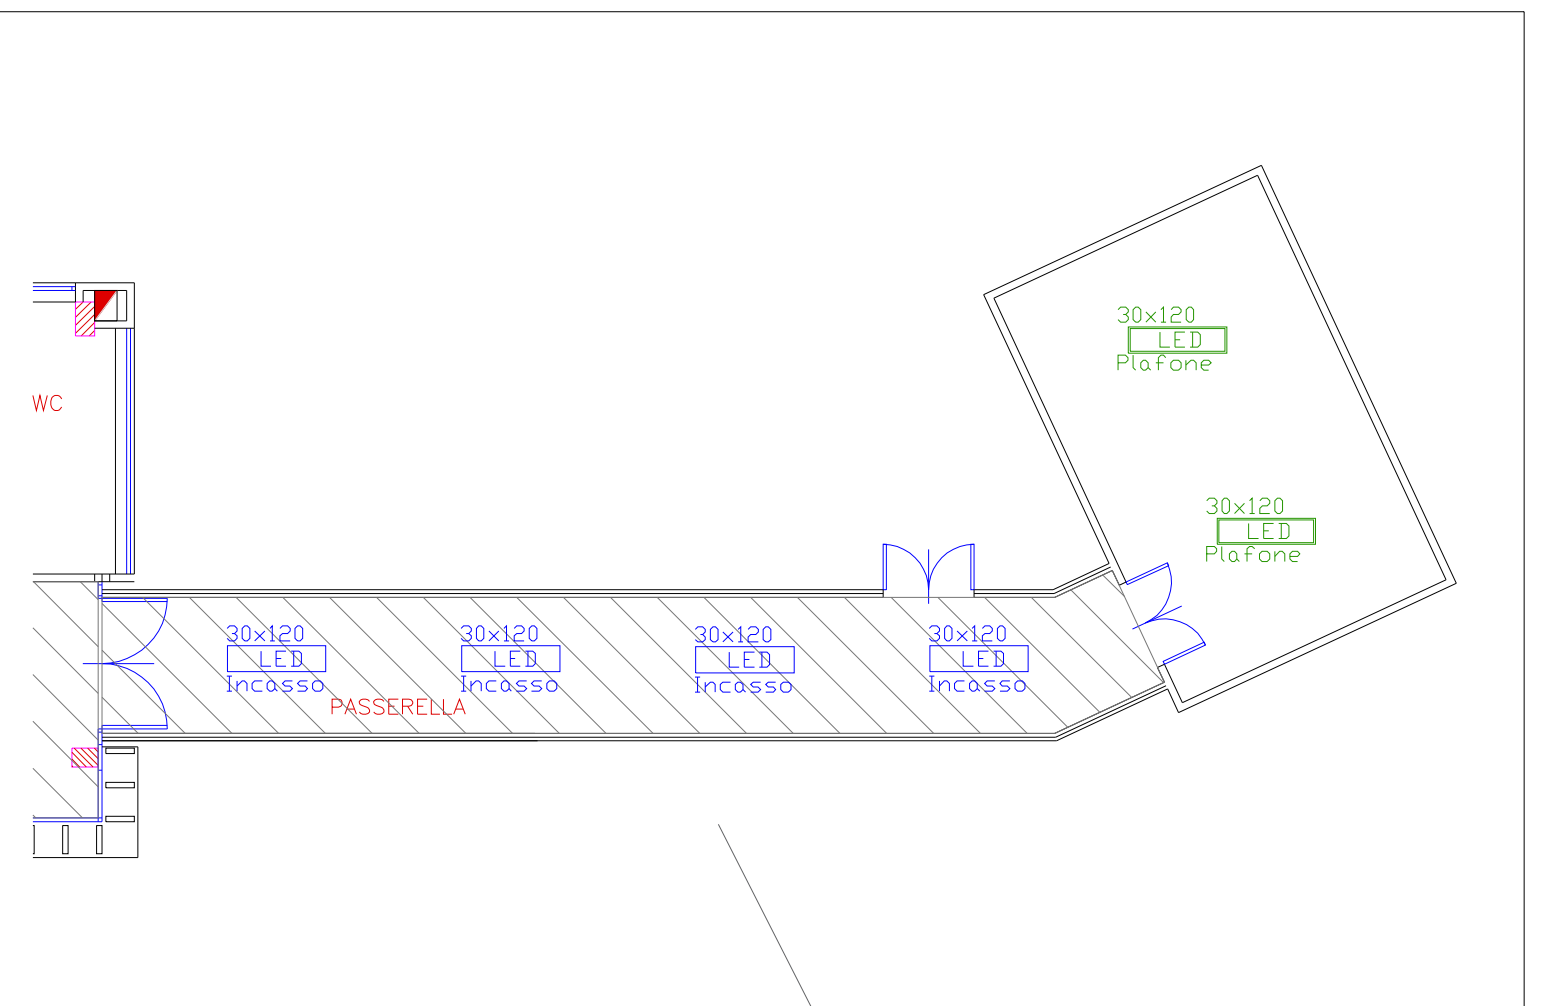 30x120
LED
Plafone
WC
30x120
LED
Plafone
30x120
LED
Incasso
30x120
LED
Incasso
30x120
LED
Incasso
30x120
LED
Incasso
PASSERELLA